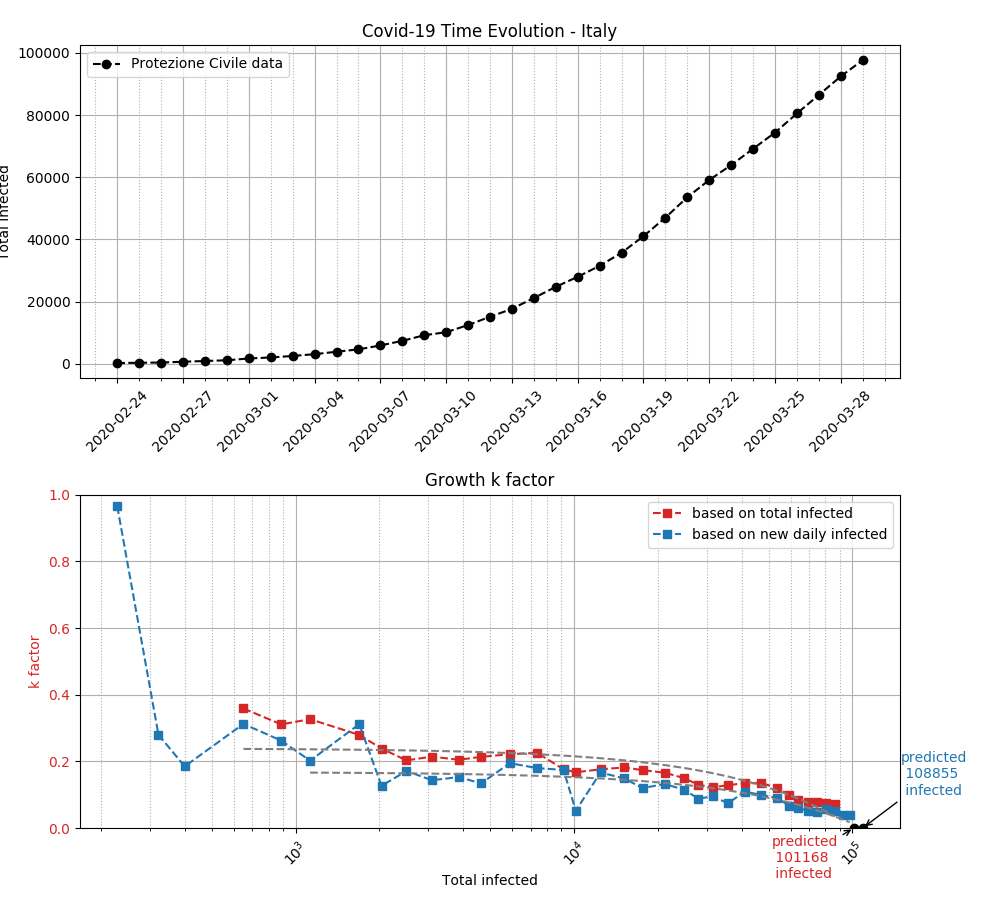 Covid-19 Time Evolution - Italy
Protezione Civile data
Total infected
100000
80000
60000
40000
20000
0
2020-02-24
2020-02-27
2020-03-01
2020-03-04
2020-03-07
2020-03-10
2020-03-13
2020-03-16
2020-03-19
2020-03-22
2020-03-25
2020-03-28
Growth k factor
based on total infected
based on new daily infected
k factor
1.0
0.8
0.6
0.4
0.2
0.0
predicted
108855
infected
predicted
101168
infected
10³
10⁴
10⁵
Total infected